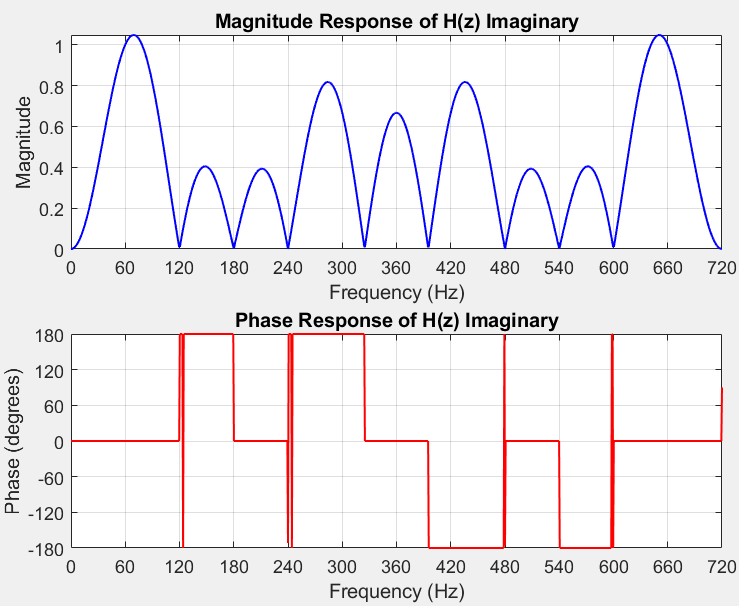 Magnitude Response of H(z) Imaginary
1
0.8
0.6
0.4
0.2
0
Magnitude
0 60 120 180 240 300 360 420 480 540 600 660 720
Frequency (Hz)
Phase Response of H(z) Imaginary
180
120
60
0
-60
-120
-180
Phase (degrees)
0 60 120 180 240 300 360 420 480 540 600 660 720
Frequency (Hz)